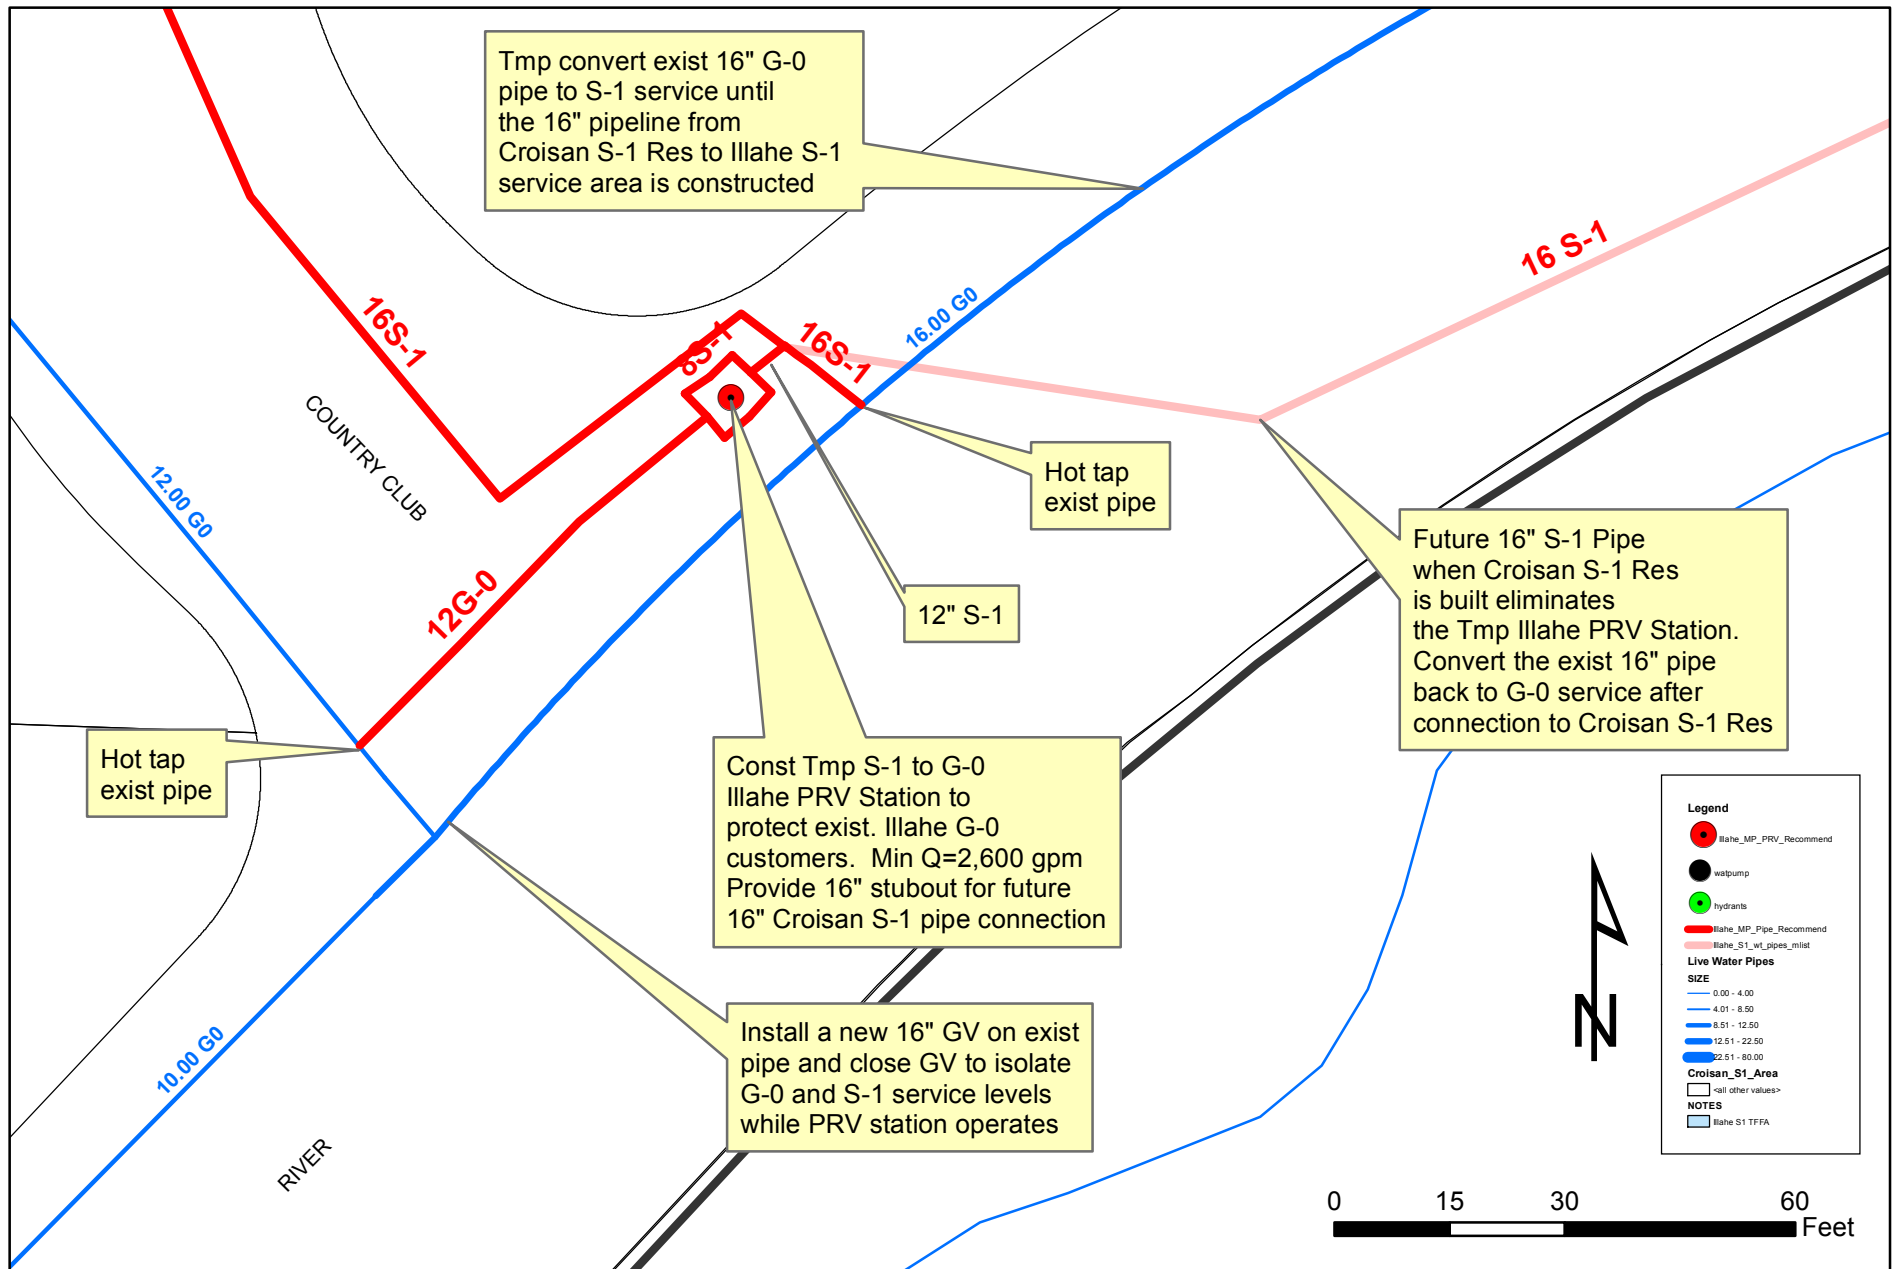 Tmp convert exist 16" G-0
pipe to S-1 service until
the 16" pipeline from
Croisan S-1 Res to Illahe S-1
service area is constructed
16 S-1
16S-1
8S-1
16S-1
16.00 G0
COUNTRY CLUB
12.00 G0
Hot tap
exist pipe
12G-0
12" S-1
Future 16" S-1 Pipe
when Croisan S-1 Res
is built eliminates
the Tmp Illahe PRV Station.
Convert the exist 16" pipe
back to G-0 service after
connection to Croisan S-1 Res
Hot tap
exist pipe
Const Tmp S-1 to G-0
Illahe PRV Station to
protect exist. Illahe G-0
customers.  Min Q=2,600 gpm
Provide 16" stubout for future
16" Croisan S-1 pipe connection
Install a new 16" GV on exist
pipe and close GV to isolate
G-0 and S-1 service levels
while PRV station operates
10.00 G0
RIVER
Legend
Illahe_MP_PRV_Recommend
watpump
hydrants
Illahe_MP_Pipe_Recommend
Illahe_S1_wt_pipes_mlist
Live Water Pipes
SIZE
0.00 - 4.00
4.01 - 8.50
8.51 - 12.50
12.51 - 22.50
22.51 - 80.00
Croisan_S1_Area
<all other values>
NOTES
Illahe S1 TFFA
N
0 15 30 60
Feet